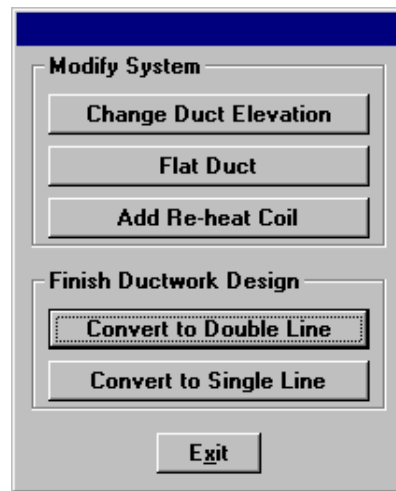 Modify System
Change Duct Elevation
Flat Duct
Add Re-heat Coil
Finish Ductwork Design
Convert to Double Line
Convert to Single Line
Exit